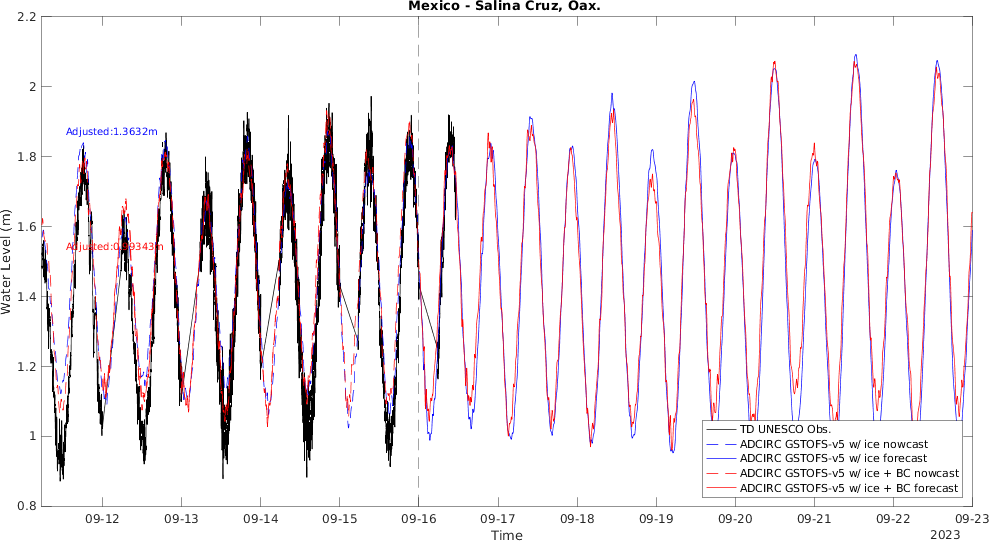 Mexico - Salina Cruz, Oax.
2.2
2
1.8
1.6
1.4
1.2
1
0.8
Water Level (m)
Adjusted:1.3632m
TD UNESCO Obs.
ADCIRC GSTOFS-v5 w/ ice nowcast
ADCIRC GSTOFS-v5 w/ ice forecast
ADCIRC GSTOFS-v5 w/ ice + BC nowcast
ADCIRC GSTOFS-v5 w/ ice + BC forecast
09-12 09-13 09-14 09-15 09-16 09-17 09-18 09-19 09-20 09-21 09-22 09-23
Time
2023